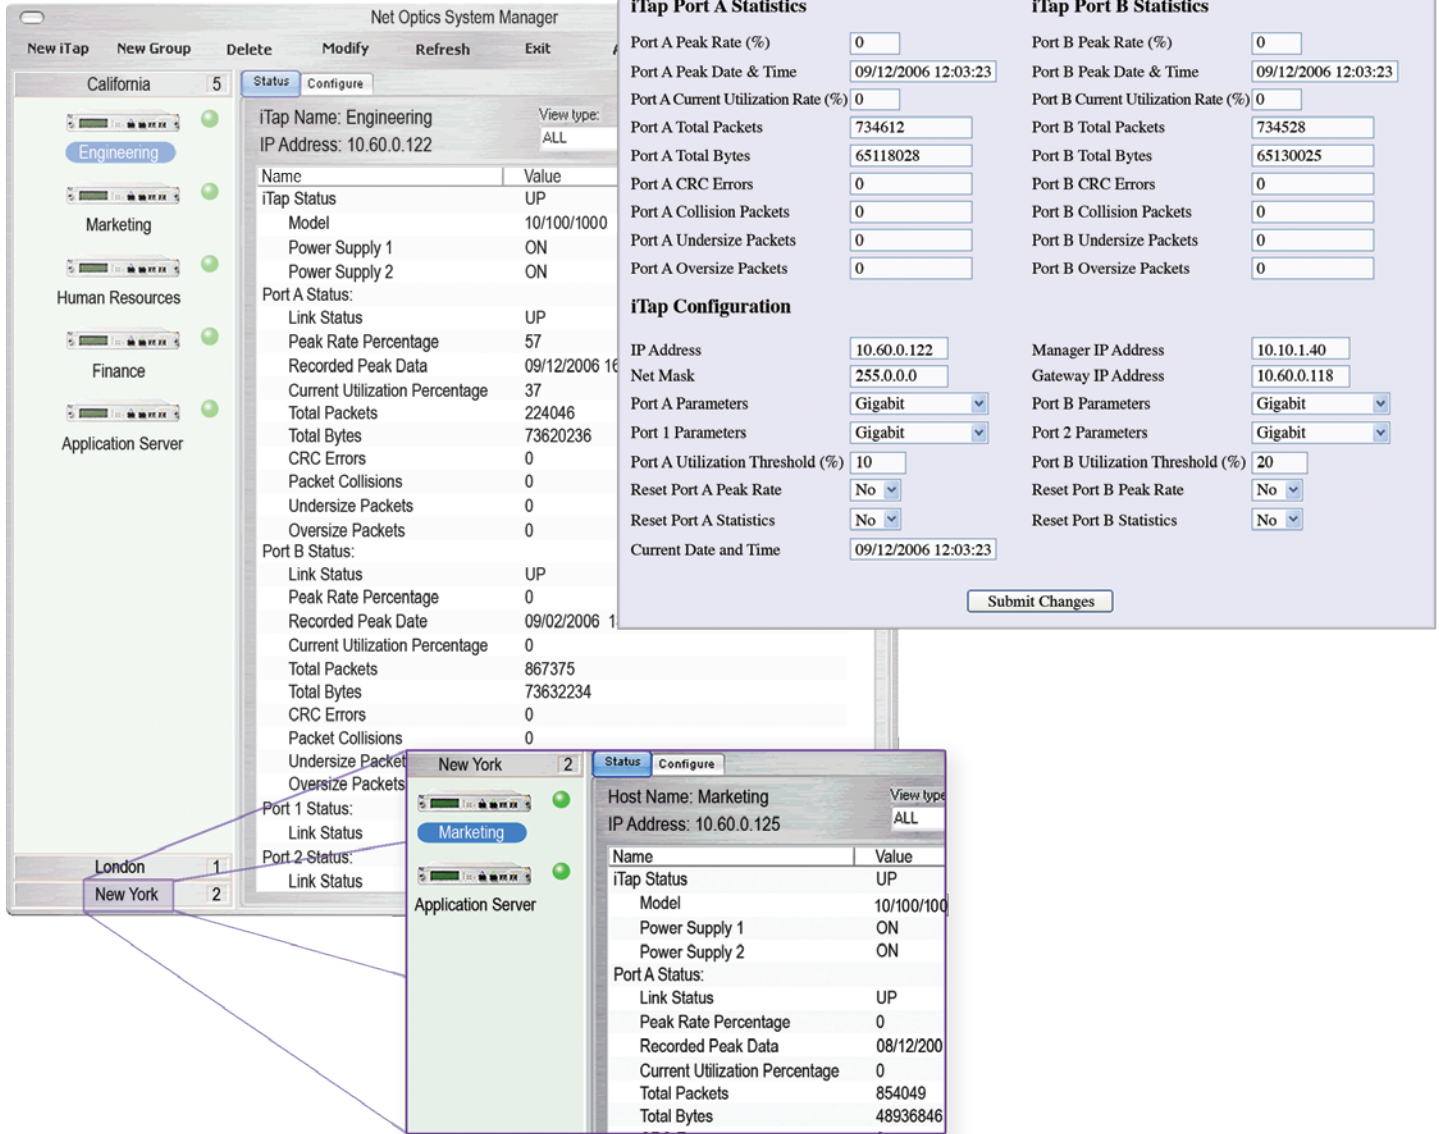 Net Optics System Manager
New iTap New Group Delete Modify Refresh Exit
California 5
Engineering
Marketing
Human Resources
Finance
Application Server
London 1
New York 2
Status Configure
iTap Name: Engineering View type:
IP Address: 10.60.0.122 ALL
Name Value
iTap Status UP
Model 10/100/1000
Power Supply 1 ON
Power Supply 2 ON
Port A Status:
Link Status UP
Peak Rate Percentage 57
Recorded Peak Data 09/12/2006 16
Current Utilization Percentage 37
Total Packets 224046
Total Bytes 73620236
CRC Errors 0
Packet Collisions 0
Undersize Packets 0
Oversize Packets 0
Port B Status:
Link Status UP
Peak Rate Percentage 0
Recorded Peak Date 09/02/2006
Current Utilization Percentage 0
Total Packets 867375
Total Bytes 73632234
CRC Errors 0
Packet Collisions 0
Undersize Packet
Oversize Packets
Port 1 Status:
Link Status
Port 2 Status:
Link Status
iTap Port A Statistics iTap Port B Statistics
Port A Peak Rate (%) 0 Port B Peak Rate (%) 0
Port A Peak Date & Time 09/12/2006 12:03:23 Port B Peak Date & Time 09/12/2006 12:03:23
Port A Current Utilization Rate (%) 0 Port B Current Utilization Rate (%) 0
Port A Total Packets 734612 Port B Total Packets 734528
Port A Total Bytes 65118028 Port B Total Bytes 65130025
Port A CRC Errors 0 Port B CRC Errors 0
Port A Collision Packets 0 Port B Collision Packets 0
Port A Undersize Packets 0 Port B Undersize Packets 0
Port A Oversize Packets 0 Port B Oversize Packets 0
iTap Configuration
IP Address 10.60.0.122 Manager IP Address 10.10.1.40
Net Mask 255.0.0.0 Gateway IP Address 10.60.0.118
Port A Parameters Gigabit Port B Parameters Gigabit
Port 1 Parameters Gigabit Port 2 Parameters Gigabit
Port A Utilization Threshold (%) 10 Port B Utilization Threshold (%) 20
Reset Port A Peak Rate No Reset Port B Peak Rate No
Reset Port A Statistics No Reset Port B Statistics No
Current Date and Time 09/12/2006 12:03:23
Submit Changes
New York 2
Marketing
Application Server
Status Configure
Host Name: Marketing View type
IP Address: 10.60.0.125 ALL
Name Value
iTap Status UP
Model 10/100/100
Power Supply 1 ON
Power Supply 2 ON
Port A Status:
Link Status UP
Peak Rate Percentage 0
Recorded Peak Data 08/12/200
Current Utilization Percentage 0
Total Packets 854049
Total Bytes 48936846